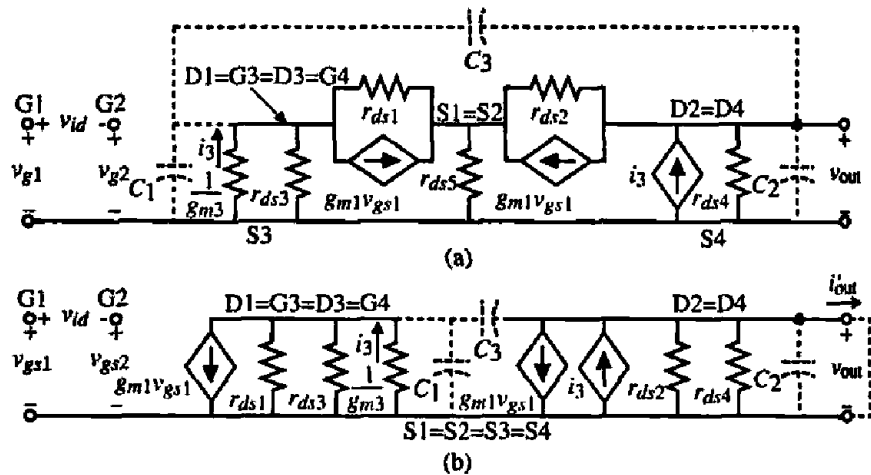 C3
D1=G3=D3=G4
G1 vid G2 rds1 S1=S2 rds2 D2=D4
i3 i3
vg1 vg2 C1 1/gm3 rds3 gm1vgs1 rds5 gm1vgs1 rds4 C2 vout
S3 S4
(a)
i'out
G1 vid G2 D1=G3=D3=G4 D2=D4
C3
vgs1 vgs2 gm1vgs1 rds1 rds3 i3 1/gm3 C1 gm1vgs1 i3 rds2 rds4 C2 vout
S1=S2=S3=S4
(b)